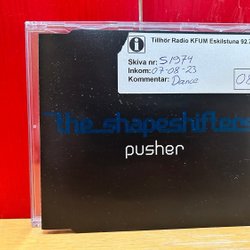 Tillhör Radio KFUM Eskilstuna 92.
Skiva nr: S1974
Inkom: 07-08-23
Kommentar: Dance
08
the_shapeshifters
pusher